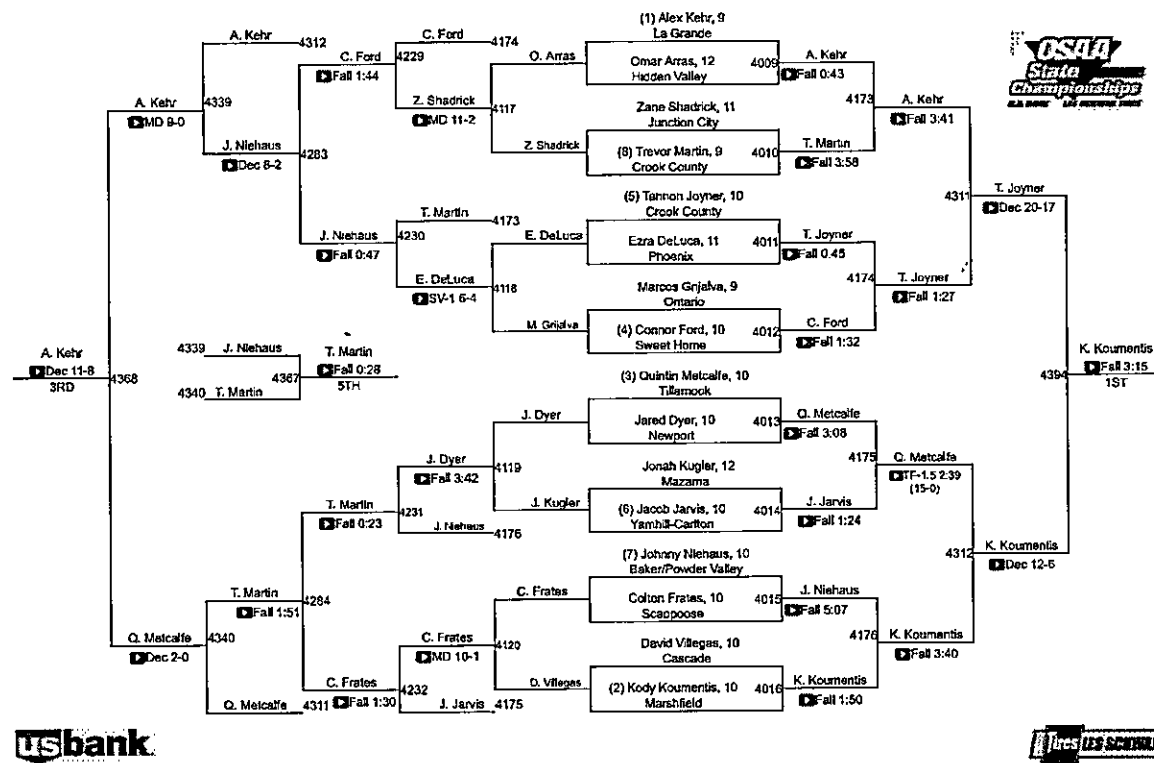 OSAA
State
Championships
(1) Alex Kehr, 9
La Grande
Omar Arras, 12
Hidden Valley
4009
Zane Shadrick, 11
Junction City
(8) Trevor Martin, 9
Crook County
4010
(5) Tannon Joyner, 10
Crook County
Ezra DeLuca, 11
Phoenix
4011
Marcos Grijalva, 9
Ontario
(4) Connor Ford, 10
Sweet Home
4012
(3) Quintin Metcalfe, 10
Tillamook
Jared Dyer, 10
Newport
4013
Jonah Kugler, 12
Mazama
(6) Jacob Jarvis, 10
Yamhill-Carlton
4014
(7) Johnny Niehaus, 10
Baker/Powder Valley
Colton Frates, 10
Scappoose
4015
David Villegas, 10
Cascade
(2) Kody Koumentis, 10
Marshfield
4016
A. Kehr
Fall 0:43
4173
T. Martin
Fall 3:58
T. Joyner
Fall 0:45
4174
C. Ford
Fall 1:32
Q. Metcalfe
Fall 3:08
4175
J. Jarvis
Fall 1:24
J. Niehaus
Fall 5:07
4176
K. Koumentis
Fall 1:50
A. Kehr
Fall 3:41
4311
T. Joyner
Fall 1:27
Q. Metcalfe
TF-1.5 2:39
(15-0)
4312
K. Koumentis
Fall 3:40
T. Joyner
Dec 20-17
4394
K. Koumentis
Dec 12-6
K. Koumentis
Fall 3:15
1ST
O. Arras
4117
Z. Shadrick
E. DeLuca
4118
M. Grijalva
J. Dyer
4119
J. Kugler
C. Frates
4120
D. Villegas
C. Ford
4174
4229
Z. Shadrick
MD 11-2
T. Martin
4173
4230
E. DeLuca
SV-1 6-4
J. Dyer
Fall 3:42
4231
J. Niehaus
4176
C. Frates
MD 10-1
4232
J. Jarvis
4175
C. Ford
Fall 1:44
4283
J. Niehaus
Fall 0:47
T. Martin
Fall 0:23
4284
C. Frates
Fall 1:30
A. Kehr
4312
4339
J. Niehaus
Dec 8-2
T. Martin
Fall 1:51
4340
Q. Metcalfe
4311
A. Kehr
MD 9-0
4368
Q. Metcalfe
Dec 2-0
A. Kehr
Dec 11-8
3RD
4339
J. Niehaus
4367
4340
T. Martin
T. Martin
Fall 0:28
5TH
usbank
LES SCHWAB